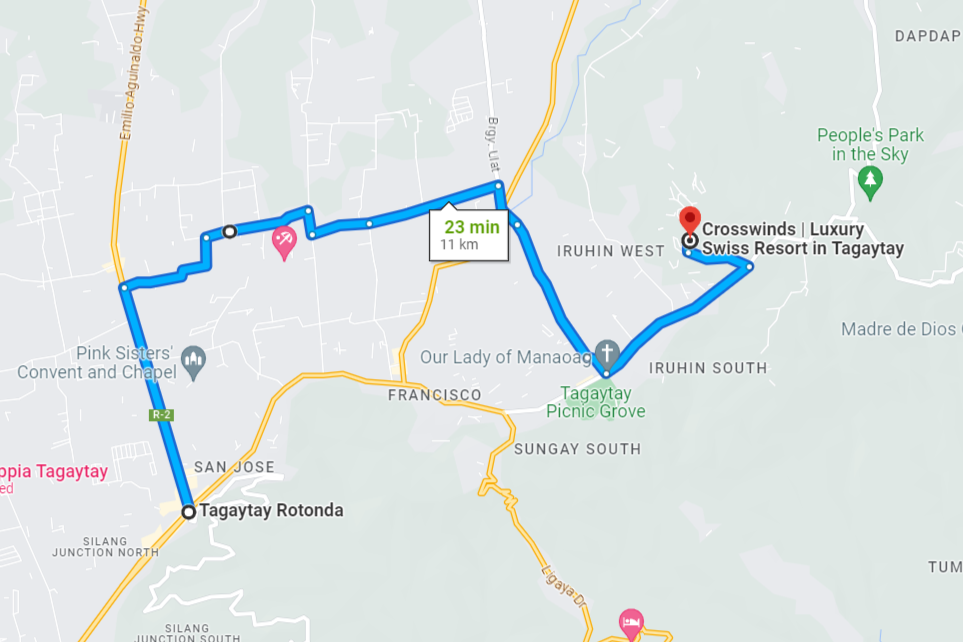 Emilio Aguinaldo Hwy
DAPDAP
People's Park
in the Sky
Brgy. Ulat
23 min
11 km
Crosswinds | Luxury
Swiss Resort in Tagaytay
IRUHIN WEST
Madre de Dios
Pink Sisters'
Convent and Chapel
Our Lady of Manaoag
IRUHIN SOUTH
FRANCISCO
Tagaytay
Picnic Grove
R-2
SUNGAY SOUTH
ppia Tagaytay
ed
SAN JOSE
Tagaytay Rotonda
SILANG
JUNCTION NORTH
Ligaya Dr
TUM
SILANG
JUNCTION SOUTH